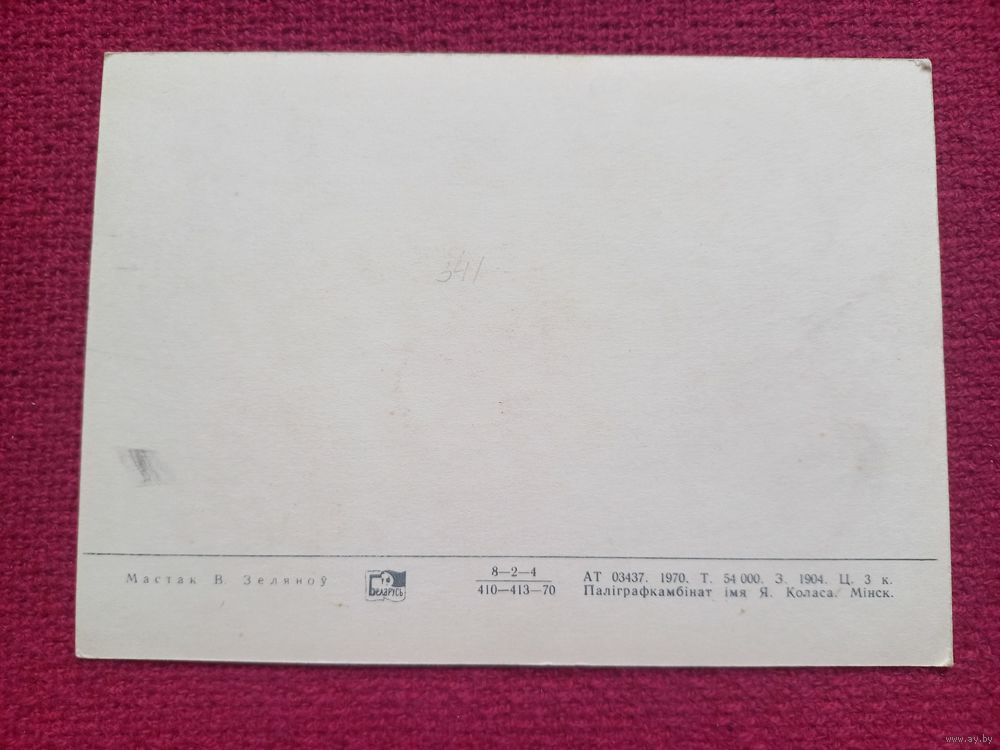 341
Мастак В. Зеляноў
Беларусь
8—2—4
410—413—70
АТ 03437. 1970. Т. 54 000. З. 1904. Ц. 3 к.
Паліграфкамбінат імя Я. Коласа. Мінск.
www.ay.by